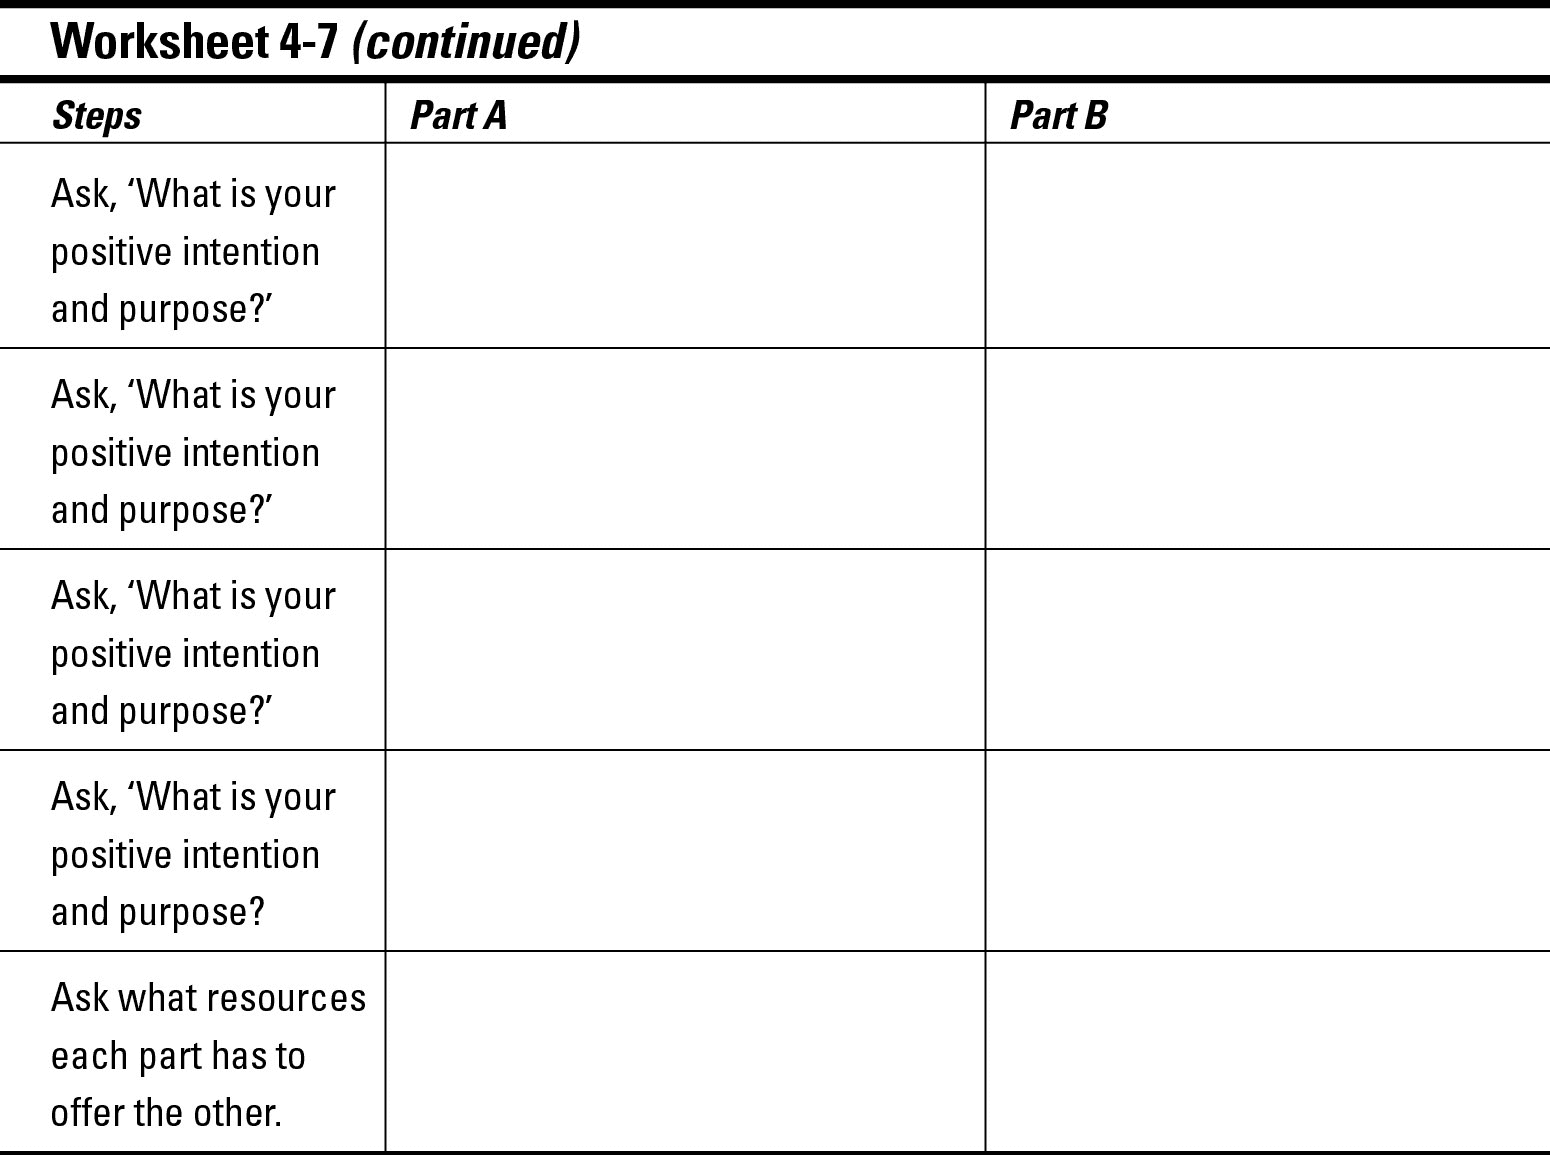 Worksheet 4-7 (continued)
Steps Part A Part B
Ask, ‘What is your
positive intention
and purpose?’
Ask, ‘What is your
positive intention
and purpose?’
Ask, ‘What is your
positive intention
and purpose?’
Ask, ‘What is your
positive intention
and purpose?
Ask what resources
each part has to
offer the other.